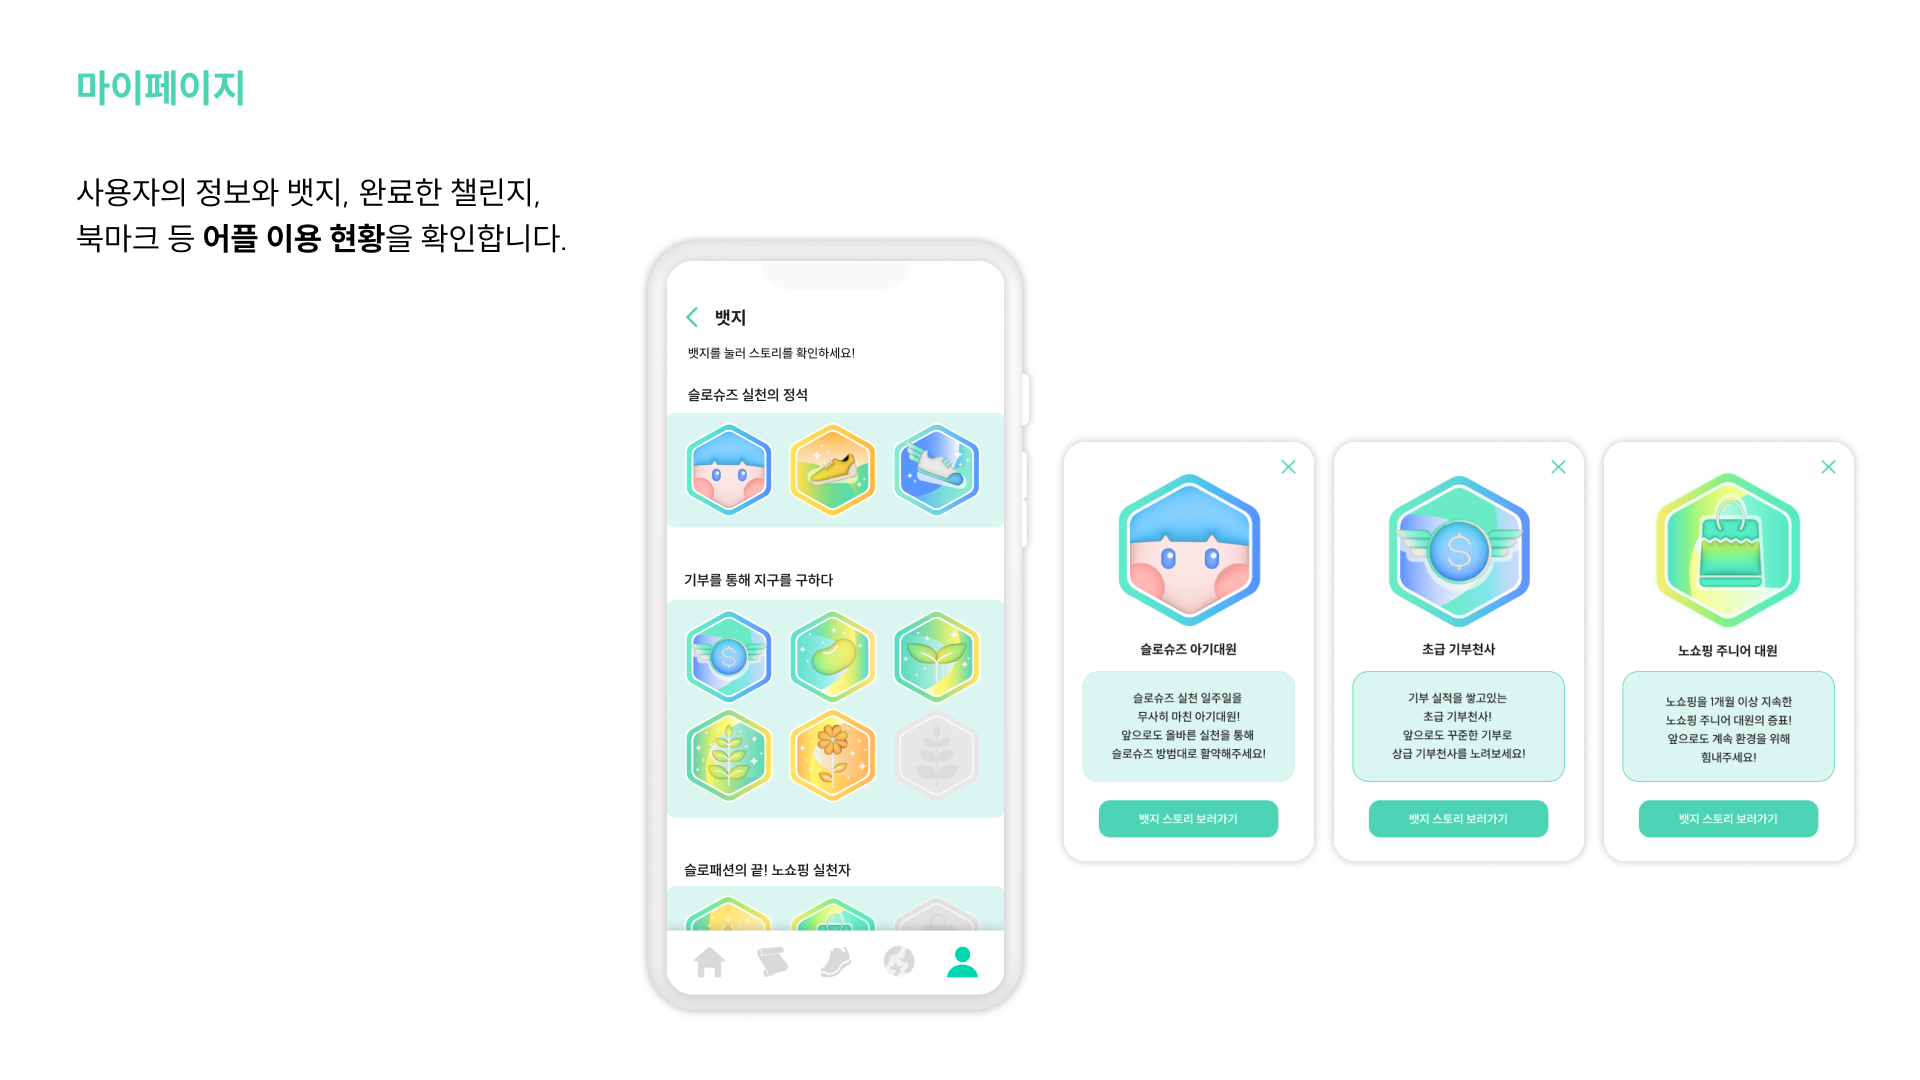 마이페이지
사용자의 정보와 뱃지, 완료한 챌린지,
북마크 등 어플 이용 현황을 확인합니다.
뱃지
뱃지를 눌러 스토리를 확인하세요!
슬로슈즈 실천의 정석
기부를 통해 지구를 구하다
슬로패션의 끝! 노쇼핑 실천자
슬로슈즈 아기대원
슬로슈즈 실천 일주일을
무사히 마친 아기대원!
앞으로도 올바른 실천을 통해
슬로슈즈 방범대로 활약해주세요!
뱃지 스토리 보러가기
초급 기부천사
기부 실적을 쌓고있는
초급 기부천사!
앞으로도 꾸준한 기부로
상급 기부천사를 노려보세요!
뱃지 스토리 보러가기
노쇼핑 주니어 대원
노쇼핑을 1개월 이상 지속한
노쇼핑 주니어 대원의 증표!
앞으로도 계속 환경을 위해
힘내주세요!
뱃지 스토리 보러가기